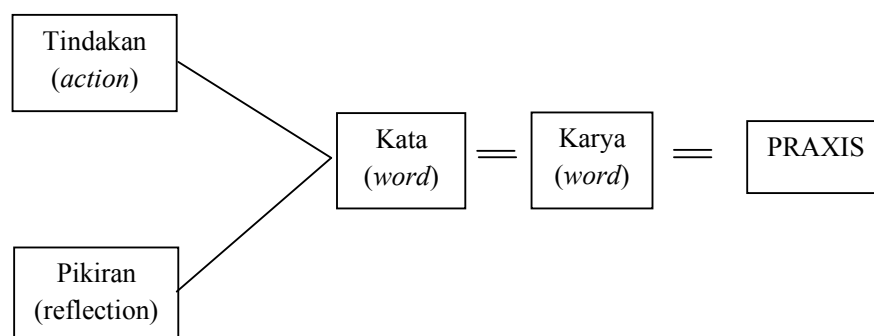 Tindakan
(action)
Kata
(word)
=
Karya
(word)
=
PRAXIS
Pikiran
(reflection)